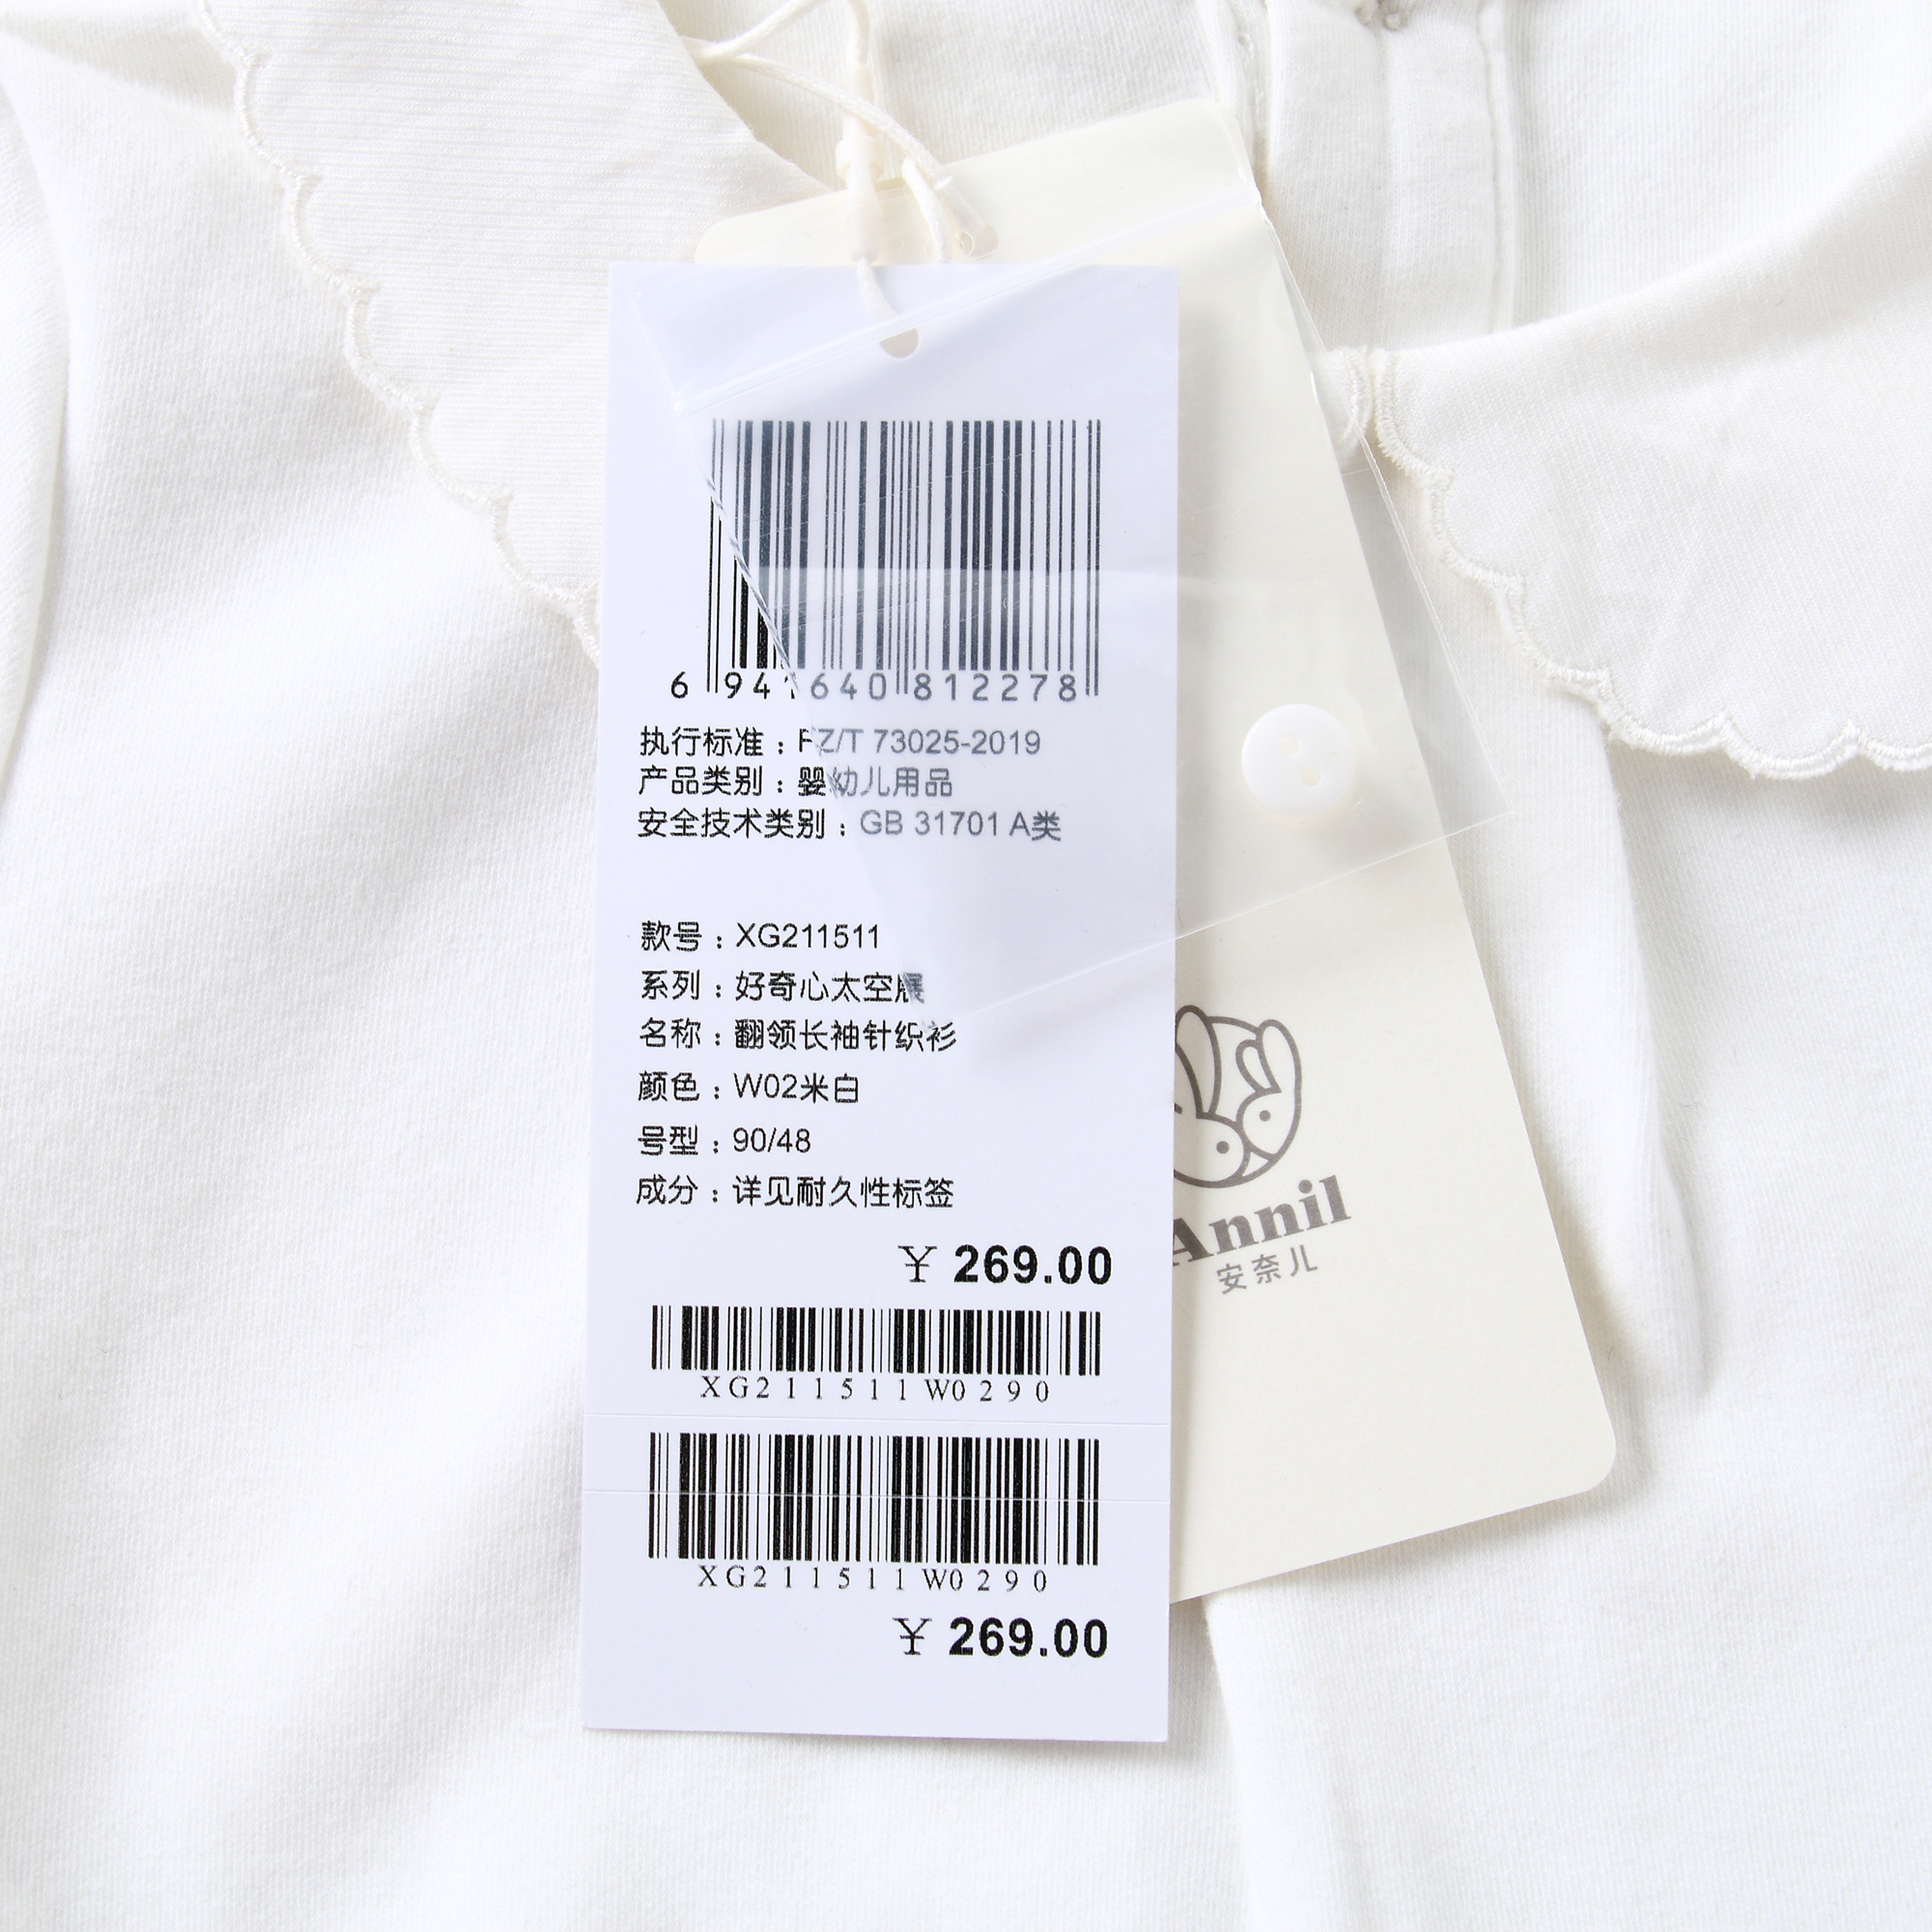 6 941640 812278
执行标准：FZ/T 73025-2019
产品类别：婴幼儿用品
安全技术类别：GB 31701 A类
款号：XG211511
系列：好奇心太空展
名称：翻领长袖针织衫
颜色：W02米白
号型：90/48
成分：详见耐久性标签
¥ 269.00
XG211511W0290
XG211511W0290
¥ 269.00
Annil
安奈儿